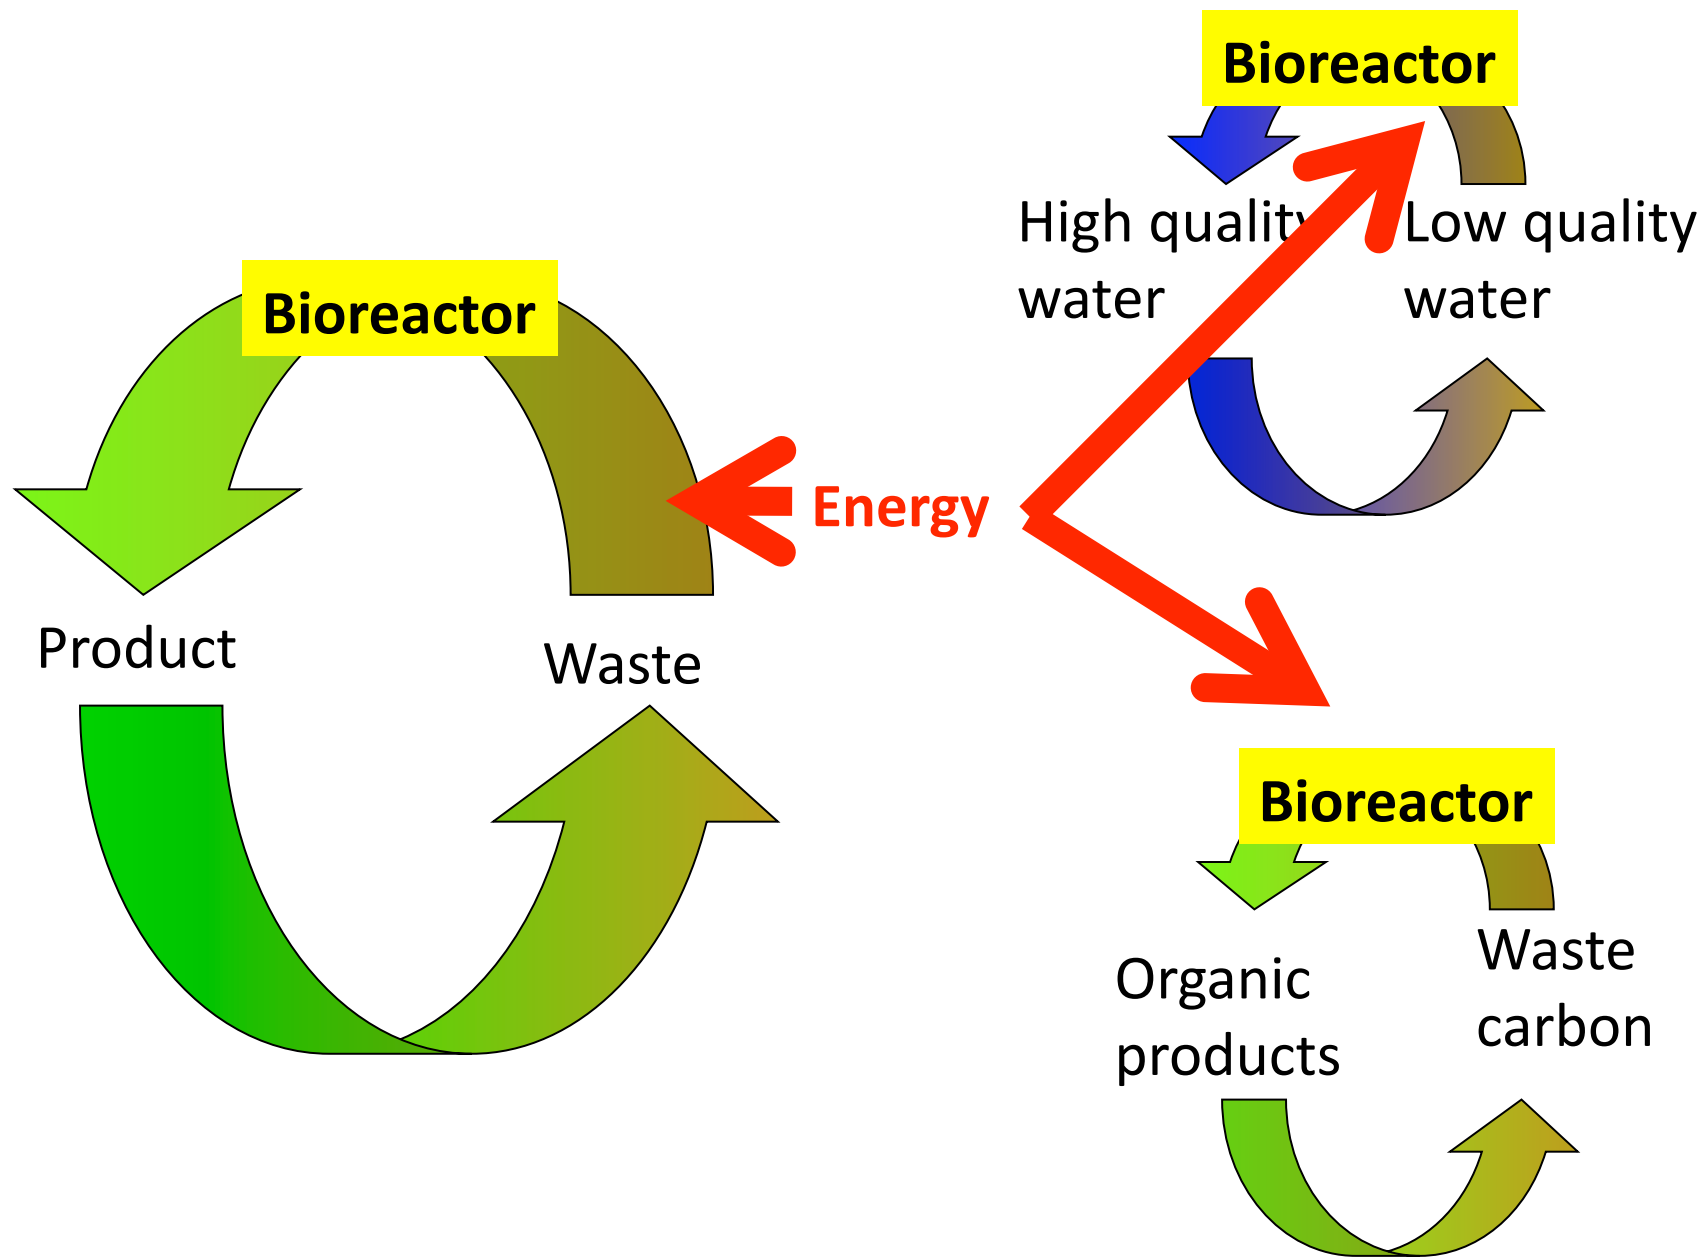 Bioreactor
Product
Waste
Energy
Bioreactor
High quality
water
Low quality
water
Bioreactor
Organic
products
Waste
carbon